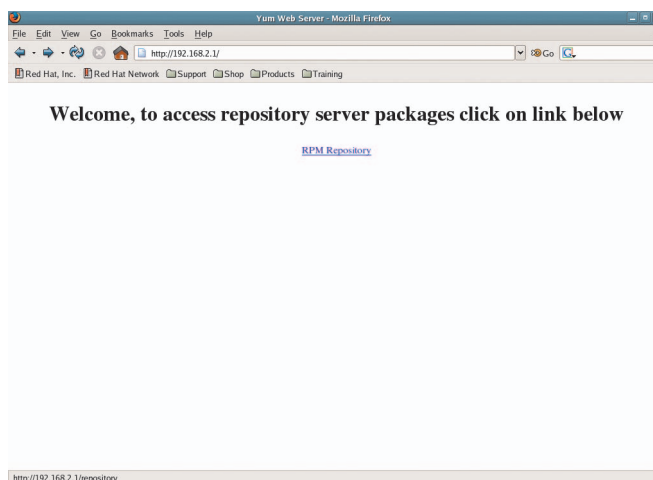 Yum Web Server - Mozilla Firefox
File Edit View Go Bookmarks Tools Help
http://192.168.2.1/ Go G
Red Hat, Inc. Red Hat Network Support Shop Products Training
Welcome, to access repository server packages click on link below
RPM Repository
http://192.168.2.1/repository